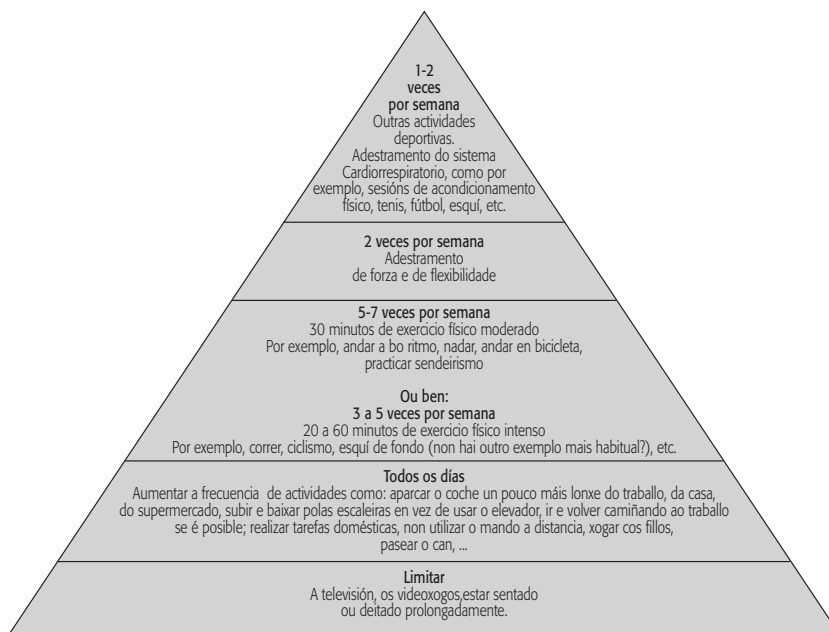 1-2
veces
por semana
Outras actividades
deportivas.
Adestramento do sistema
Cardiorrespiratorio, como por
exemplo, sesións de acondicionamento
físico, tenis, fútbol, esquí, etc.
2 veces por semana
Adestramento
de forza e de flexibilidade
5-7 veces por semana
30 minutos de exercicio físico moderado
Por exemplo, andar a bo ritmo, nadar, andar en bicicleta,
practicar sendeirismo
Ou ben:
3 a 5 veces por semana
20 a 60 minutos de exercicio físico intenso
Por exemplo, correr, ciclismo, esquí de fondo (non hai outro exemplo mais habitual?), etc.
Todos os días
Aumentar a frecuencia de actividades como: aparcar o coche un pouco máis lonxe do traballo, da casa,
do supermercado, subir e baixar polas escaleiras en vez de usar o elevador, ir e volver camiñando ao traballo
se é posible; realizar tarefas domésticas, non utilizar o mando a distancia, xogar cos fillos,
pasear o can, ...
Limitar
A televisión, os videoxogos,estar sentado
ou deitado prolongadamente.